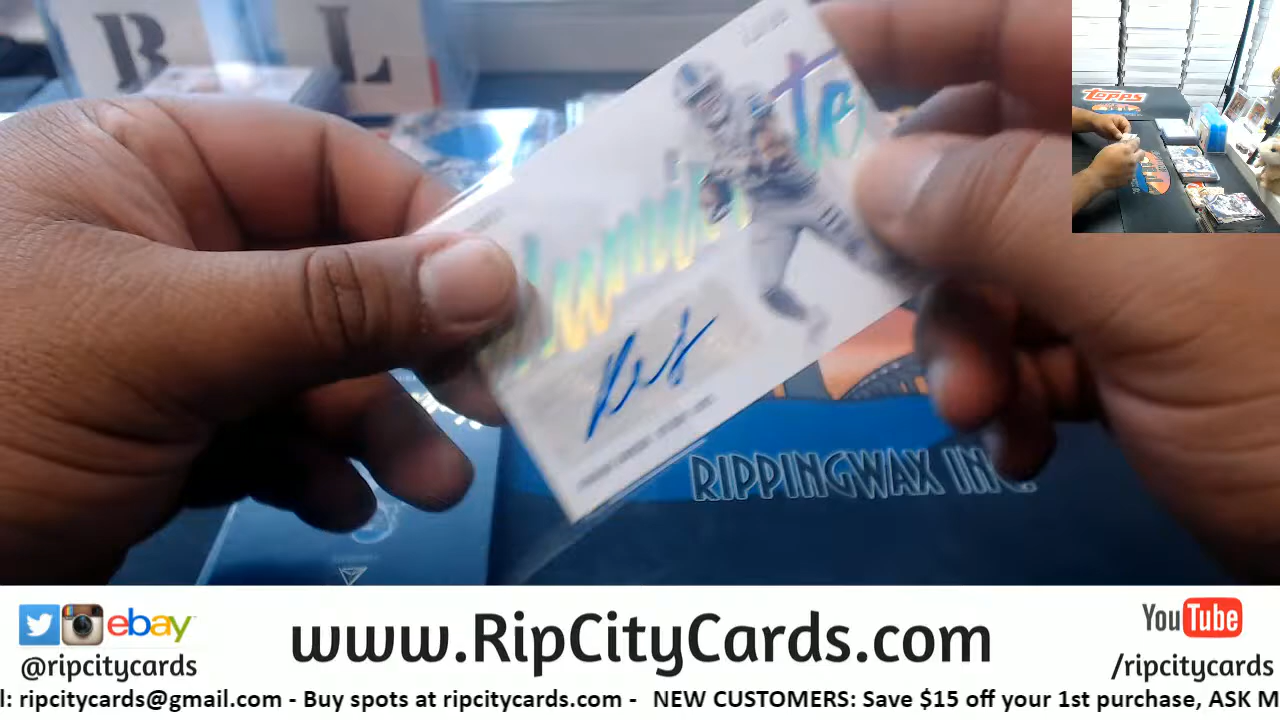 B L
Topps
RIPPINGWAX INC.
ebay
@ripcitycards
www.RipCityCards.com
YouTube
/ripcitycards
l: ripcitycards@gmail.com - Buy spots at ripcitycards.com - NEW CUSTOMERS: Save $15 off your 1st purchase, ASK M